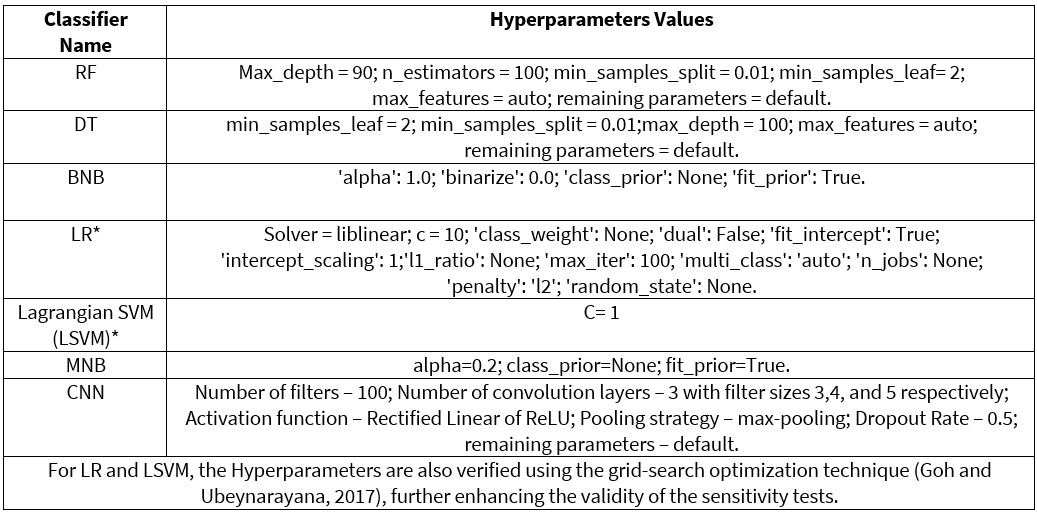 Classifier
Name
Hyperparameters Values
RF
Max_depth = 90; n_estimators = 100; min_samples_split = 0.01; min_samples_leaf= 2;
max_features = auto; remaining parameters = default.
DT
min_samples_leaf = 2; min_samples_split = 0.01;max_depth = 100; max_features = auto;
remaining parameters = default.
BNB
'alpha': 1.0; 'binarize': 0.0; 'class_prior': None; 'fit_prior': True.
LR*
Solver = liblinear; c = 10; 'class_weight': None; 'dual': False; 'fit_intercept': True;
'intercept_scaling': 1;'l1_ratio': None; 'max_iter': 100; 'multi_class': 'auto'; 'n_jobs': None;
'penalty': 'l2'; 'random_state': None.
Lagrangian SVM
(LSVM)*
C= 1
MNB
alpha=0.2; class_prior=None; fit_prior=True.
CNN
Number of filters – 100; Number of convolution layers – 3 with filter sizes 3,4, and 5 respectively;
Activation function – Rectified Linear of ReLU; Pooling strategy – max-pooling; Dropout Rate – 0.5;
remaining parameters – default.
For LR and LSVM, the Hyperparameters are also verified using the grid-search optimization technique (Goh and
Ubeynarayana, 2017), further enhancing the validity of the sensitivity tests.